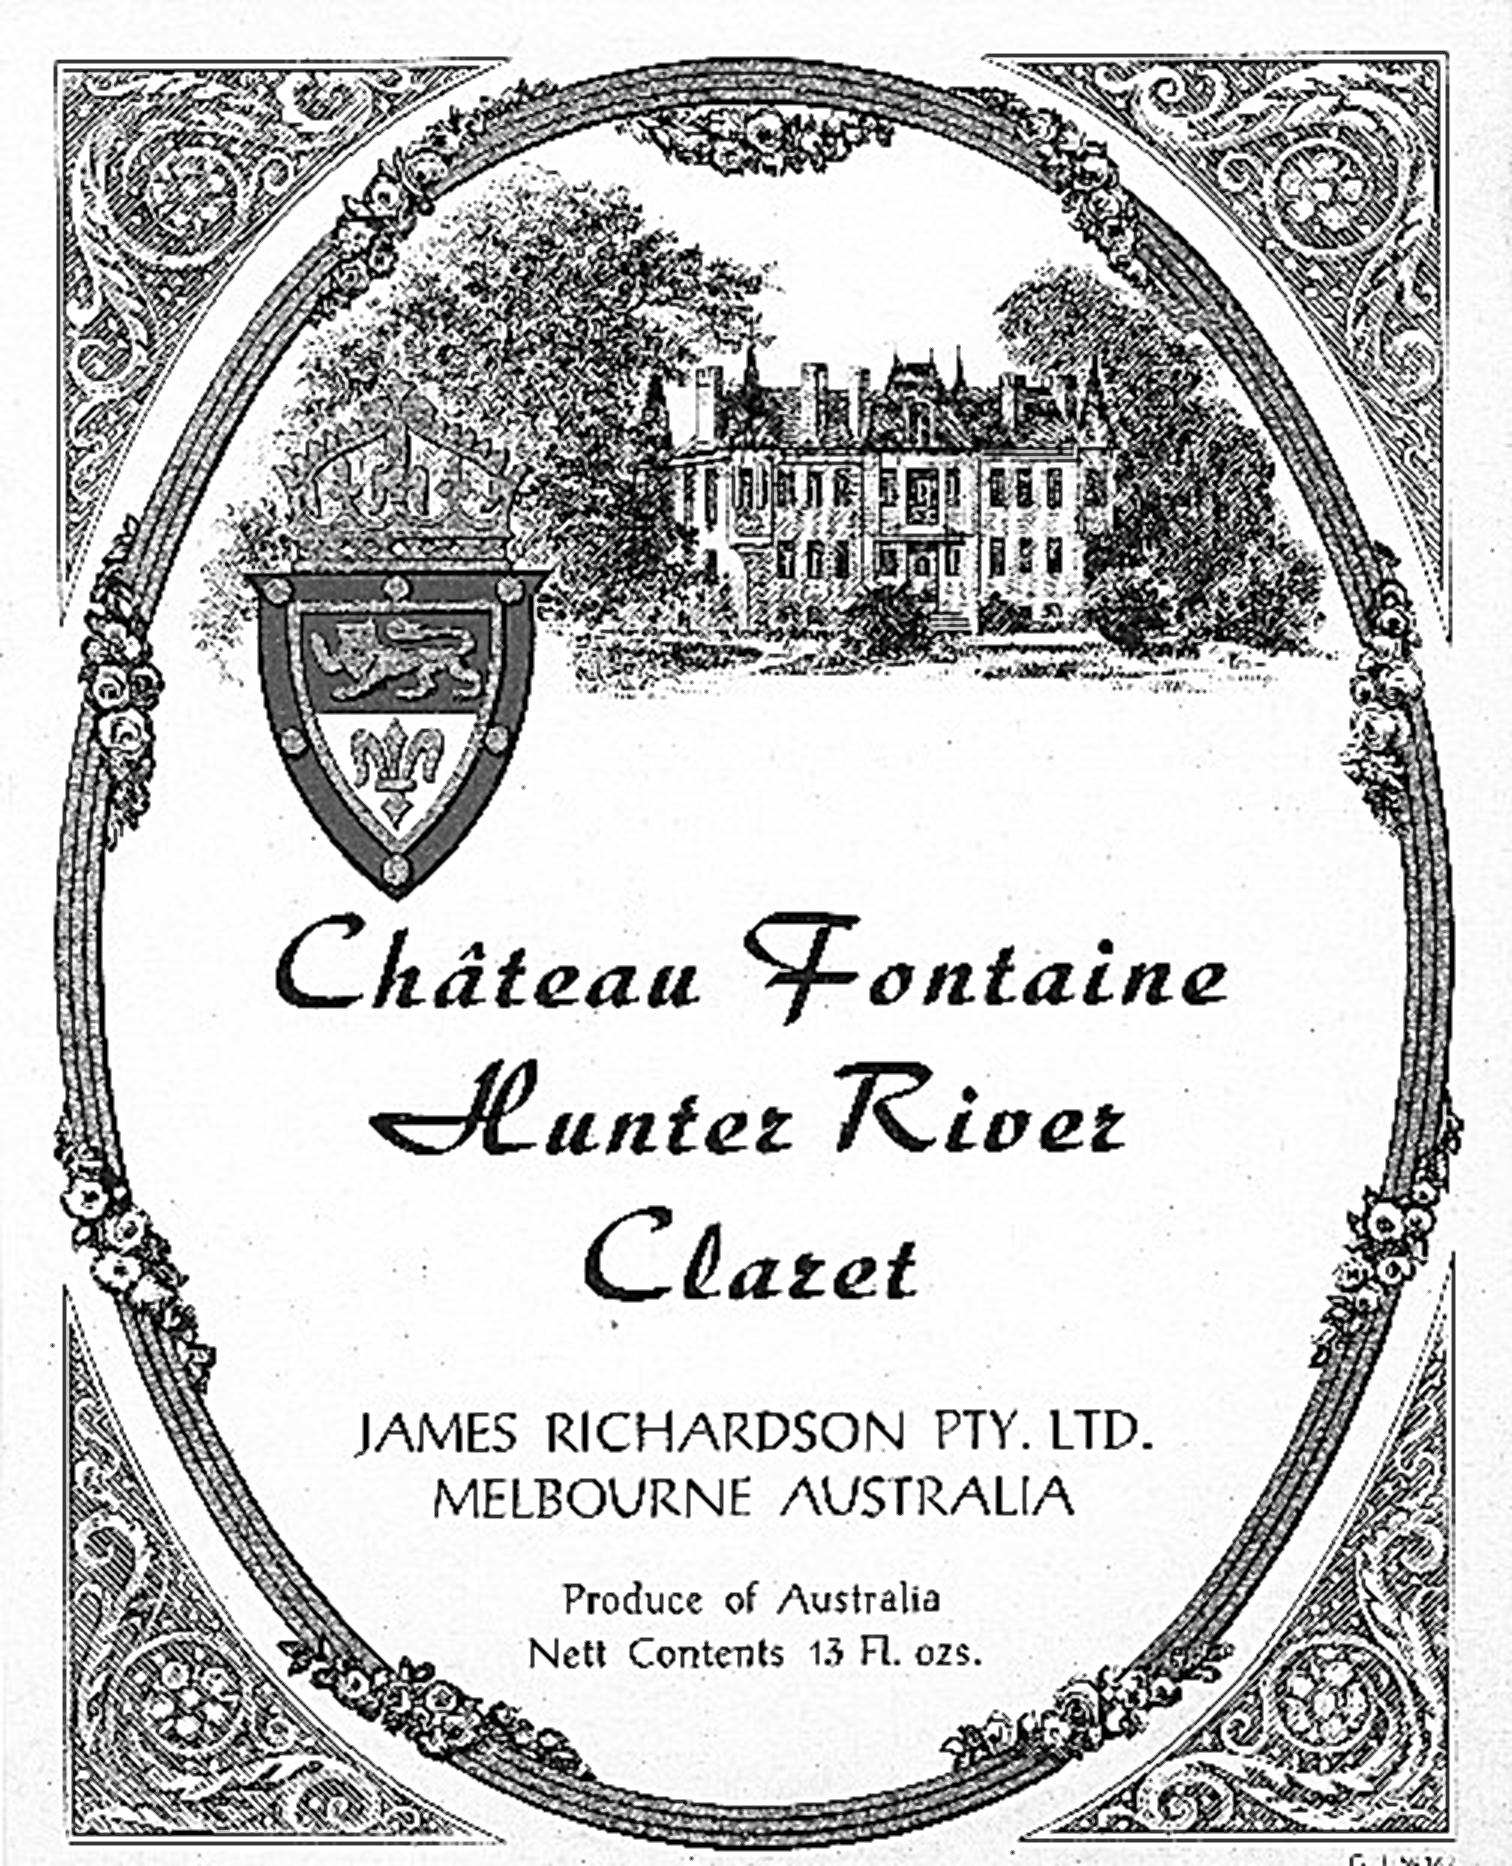 Château Fontaine
Hunter River
Claret
JAMES RICHARDSON PTY. LTD.
MELBOURNE AUSTRALIA
Produce of Australia
Nett Contents 13 Fl. ozs.